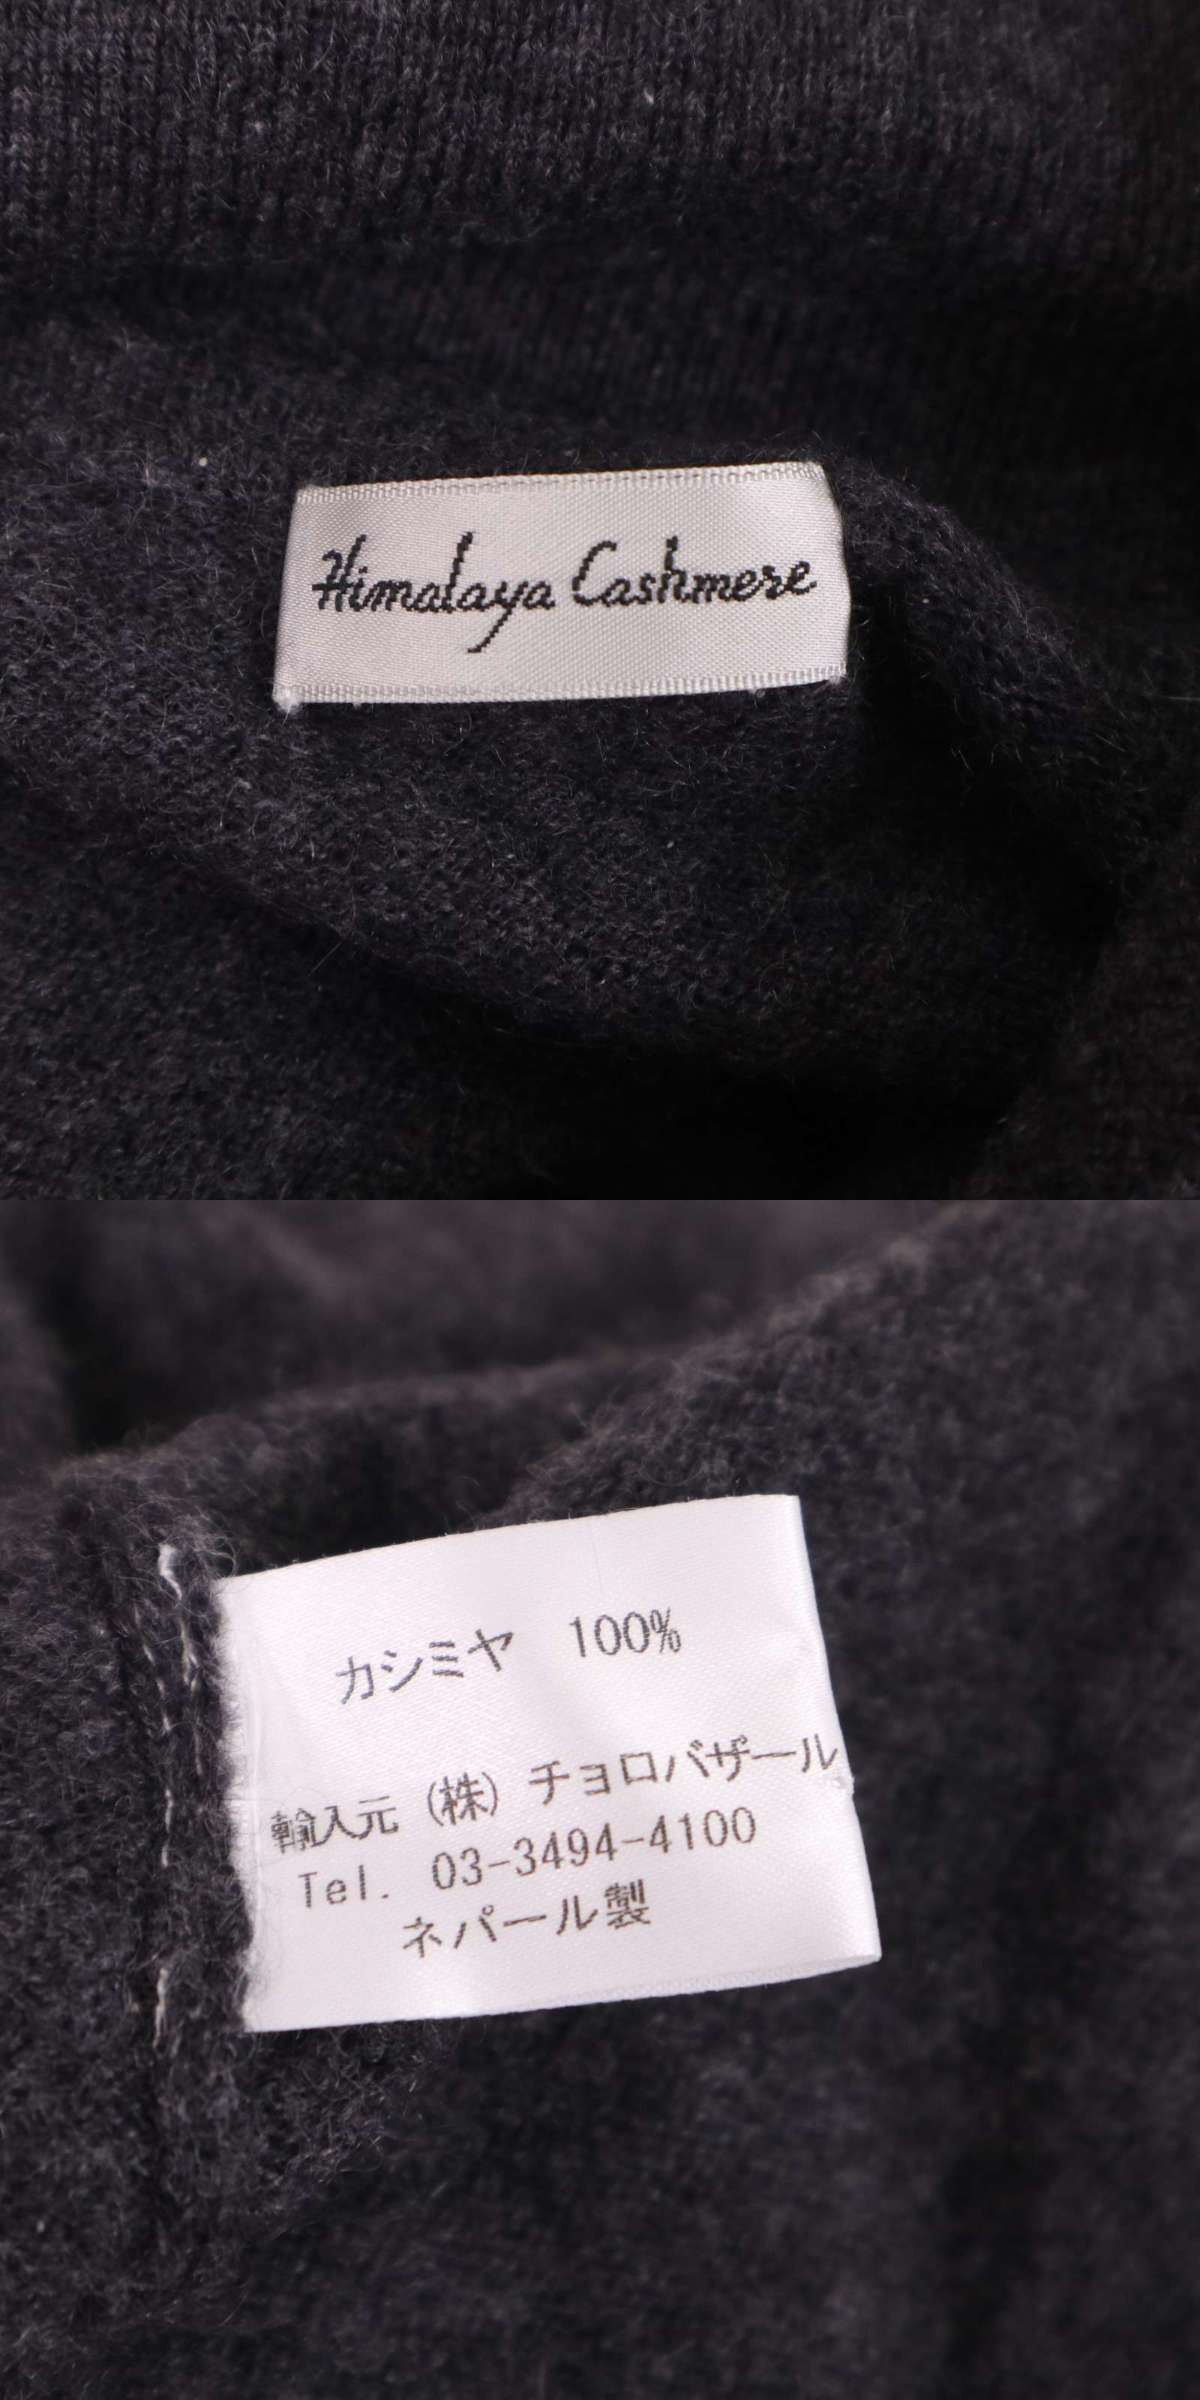 Himalaya Cashmere
カシミヤ 100%
輸入元 (株) チョロバザール
Tel. 03-3494-4100
ネパール製